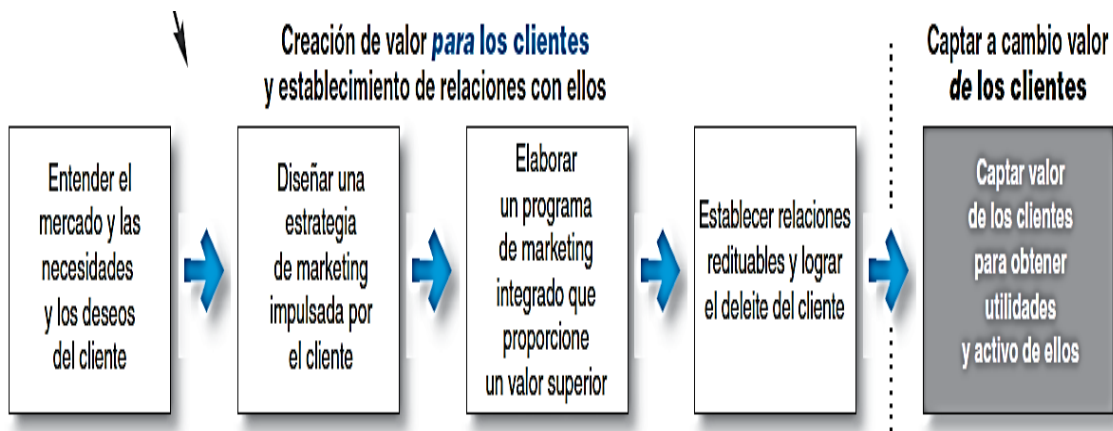 Creación de valor para los clientes
y establecimiento de relaciones con ellos
Captar a cambio valor
de los clientes
Entender el
mercado y las
necesidades
y los deseos
del cliente
Diseñar una
estrategia
de marketing
impulsada por
el cliente
Elaborar
un programa
de marketing
integrado que
proporcione
un valor superior
Establecer relaciones
redituables y lograr
el deleite del cliente
Captar valor
de los clientes
para obtener
utilidades
y activo de ellos